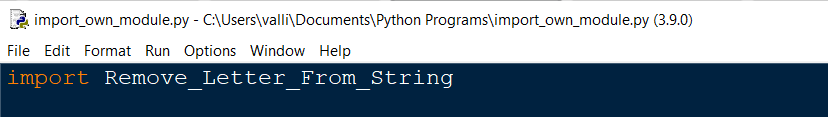 import_own_module.py - C:\Users\valli\Documents\Python Programs\import_own_module.py (3.9.0)
File Edit Format Run Options Window Help
import Remove_Letter_From_String